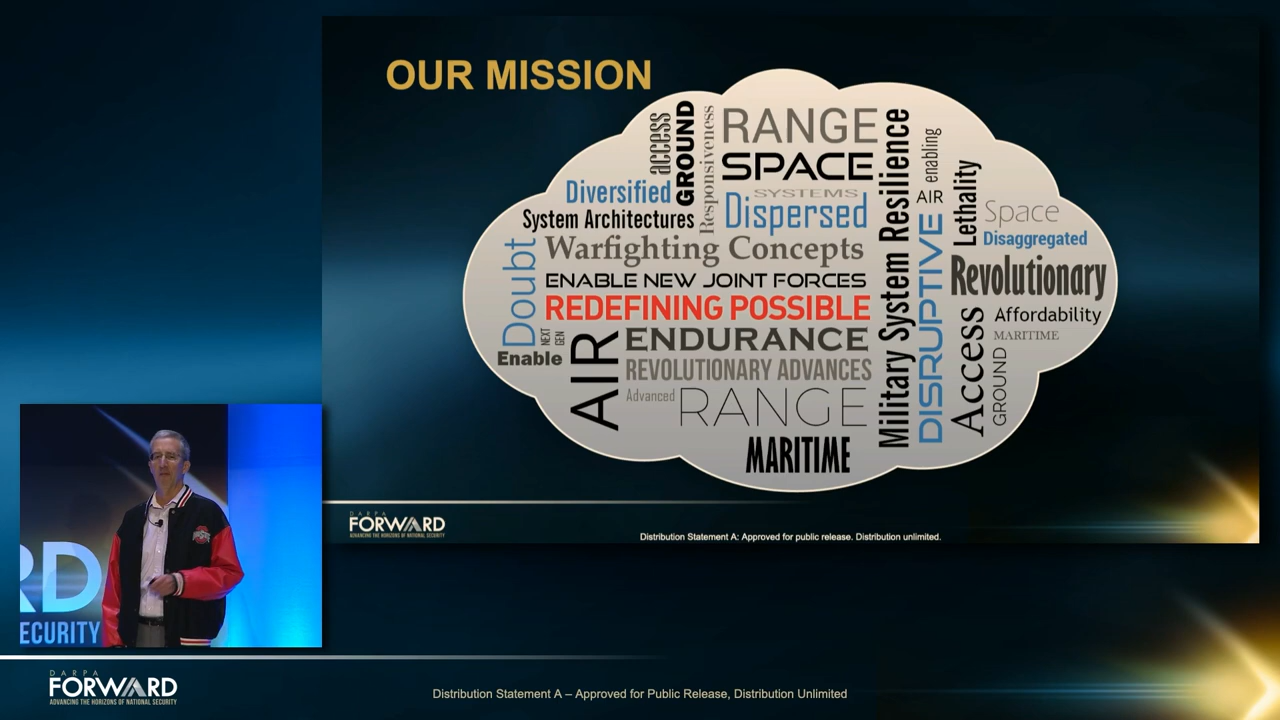 OUR MISSION
access
GROUND
Responsiveness
RANGE
SPACE
SYSTEMS
Dispersed
Diversified
System Architectures
Warfighting Concepts
ENABLE NEW JOINT FORCES
REDEFINING POSSIBLE
Doubt
NEXT
GEN
Enable
AIR
ENDURANCE
REVOLUTIONARY ADVANCES
Advanced
RANGE
MARITIME
Military System Resilience
enabling
AIR
DISRUPTIVE
Lethality
Space
Disaggregated
Revolutionary
Affordability
MARITIME
Access
GROUND
DARPA
FORWARD
ADVANCING THE HORIZONS OF NATIONAL SECURITY
Distribution Statement A: Approved for public release. Distribution unlimited.
RD
ECURITY
DARPA
FORWARD
ADVANCING THE HORIZONS OF NATIONAL SECURITY
Distribution Statement A – Approved for Public Release, Distribution Unlimited